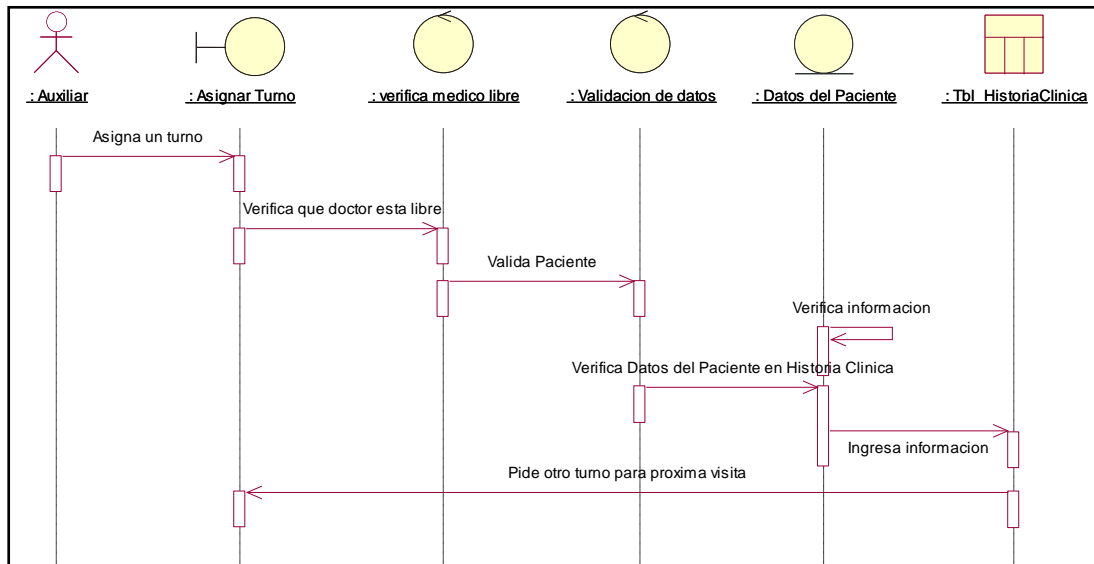 : Auxiliar
: Asignar Turno
: verifica medico libre
: Validacion de datos
: Datos del Paciente
: Tbl_HistoriaClinica
Asigna un turno
Verifica que doctor esta libre
Valida Paciente
Verifica informacion
Verifica Datos del Paciente en Historia Clinica
Ingresa informacion
Pide otro turno para proxima visita